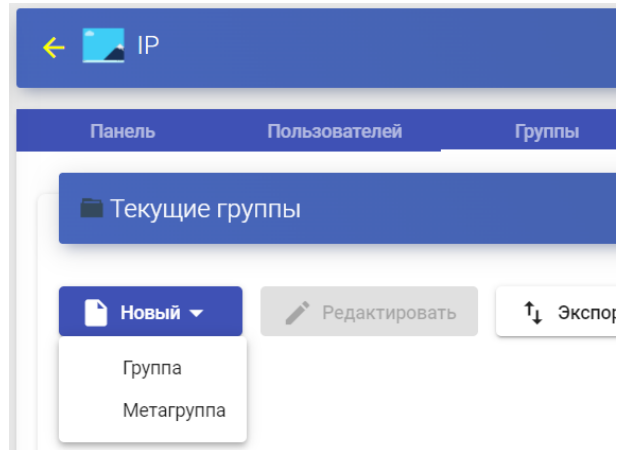 IP
Панель Пользователей Группы
Текущие группы
Новый Редактировать Экспор
Группа
Метагруппа